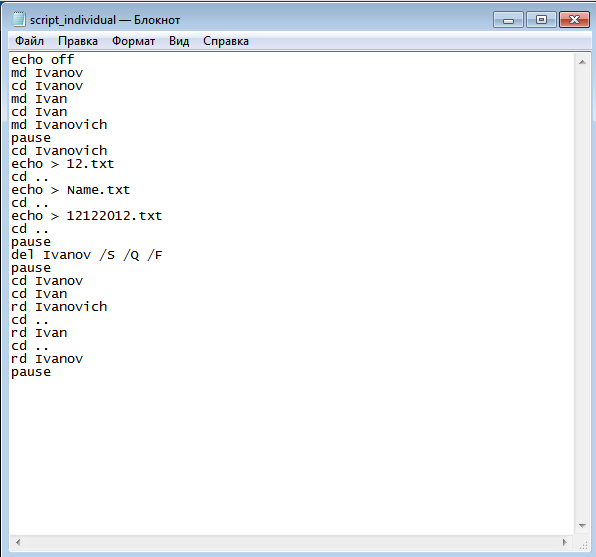 script_individual — Блокнот
Файл Правка Формат Вид Справка
echo off
md Ivanov
cd Ivanov
md Ivan
cd Ivan
md Ivanovich
pause
cd Ivanovich
echo > 12.txt
cd ..
echo > Name.txt
cd ..
echo > 12122012.txt
cd ..
pause
del Ivanov /S /Q /F
pause
cd Ivanov
cd Ivan
rd Ivanovich
cd ..
rd Ivan
cd ..
rd Ivanov
pause